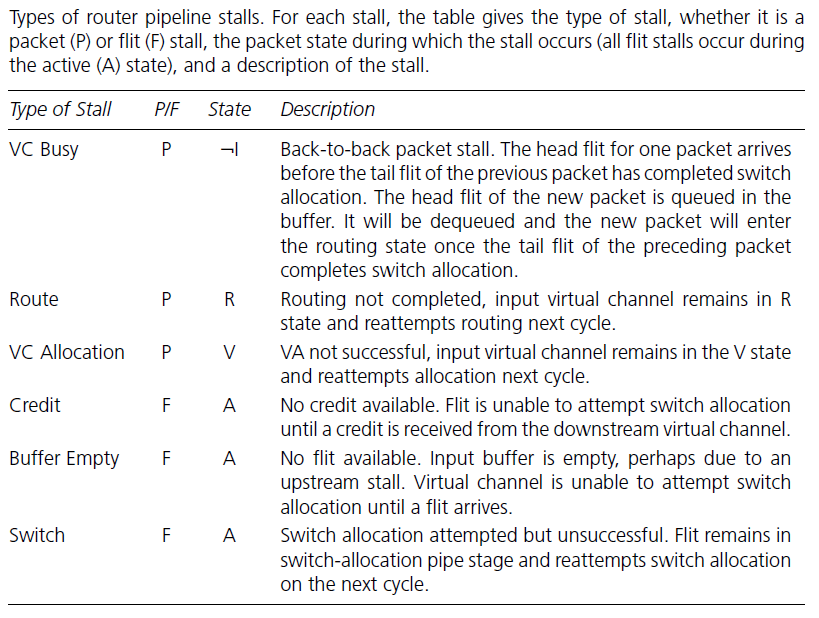 Types of router pipeline stalls. For each stall, the table gives the type of stall, whether it is a
packet (P) or flit (F) stall, the packet state during which the stall occurs (all flit stalls occur during
the active (A) state), and a description of the stall.
Type of Stall P/F State Description
VC Busy P ¬I Back-to-back packet stall. The head flit for one packet arrives
before the tail flit of the previous packet has completed switch
allocation. The head flit of the new packet is queued in the
buffer. It will be dequeued and the new packet will enter
the routing state once the tail flit of the preceding packet
completes switch allocation.
Route P R Routing not completed, input virtual channel remains in R
state and reattempts routing next cycle.
VC Allocation P V VA not successful, input virtual channel remains in the V state
and reattempts allocation next cycle.
Credit F A No credit available. Flit is unable to attempt switch allocation
until a credit is received from the downstream virtual channel.
Buffer Empty F A No flit available. Input buffer is empty, perhaps due to an
upstream stall. Virtual channel is unable to attempt switch
allocation until a flit arrives.
Switch F A Switch allocation attempted but unsuccessful. Flit remains in
switch-allocation pipe stage and reattempts switch allocation
on the next cycle.